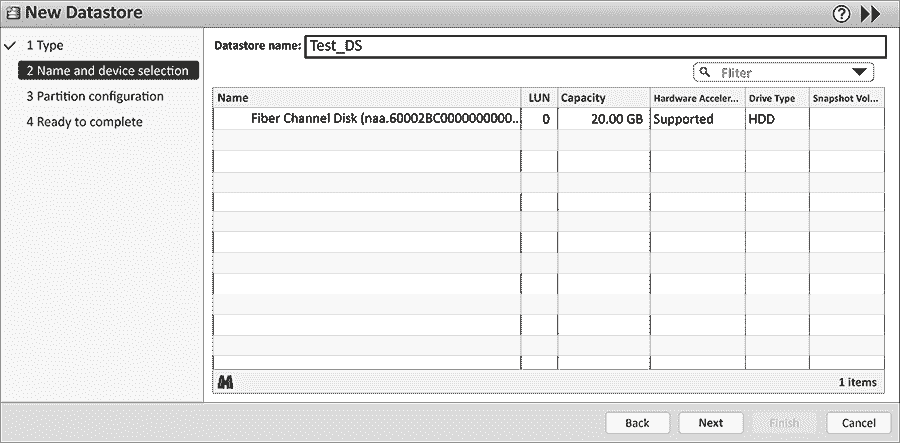 New Datastore
1 Type
2 Name and device selection
3 Partition configuration
4 Ready to complete
Datastore name: Test_DS
Fliter
Name LUN Capacity Hardware Acceler... Drive Type Snapshot Vol...
Fiber Channel Disk (naa.60002BC0000000000.. 0 20.00 GB Supported HDD
1 items
Back Next Finish Cancel